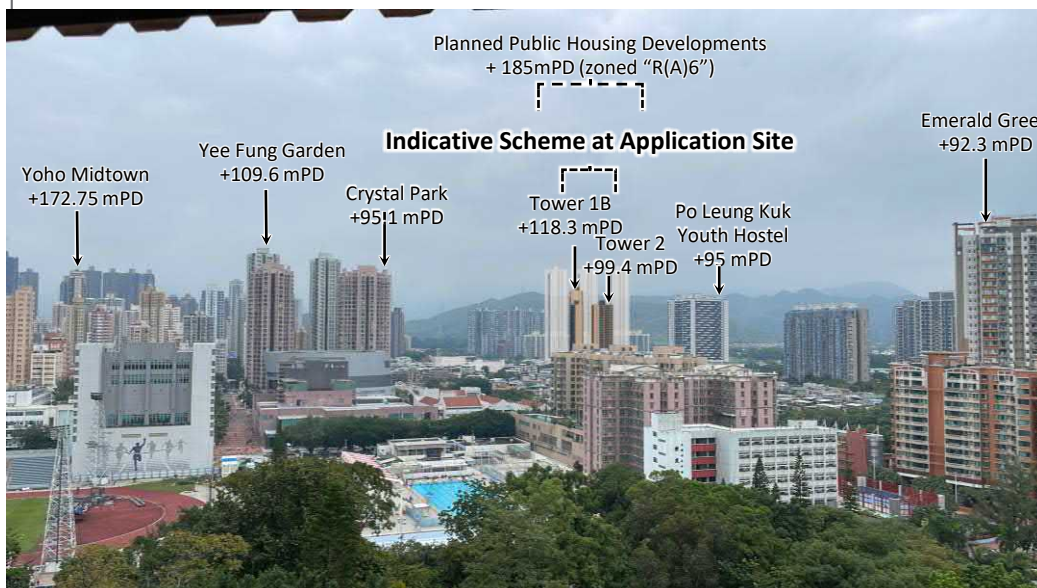 Planned Public Housing Developments
+ 185mPD (zoned “R(A)6”)
Indicative Scheme at Application Site
Emerald Gree
+92.3 mPD
Yee Fung Garden
+109.6 mPD
Yoho Midtown
+172.75 mPD
Crystal Park
+95.1 mPD
Tower 1B
+118.3 mPD
Po Leung Kuk
Youth Hostel
+95 mPD
Tower 2
+99.4 mPD